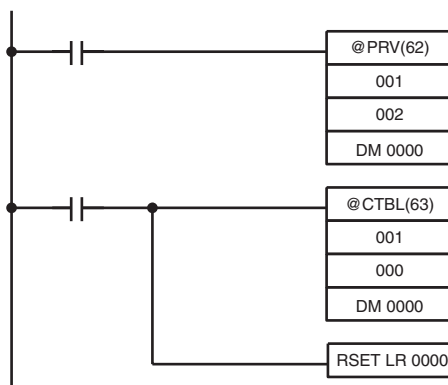 @PRV(62)
001
002
DM 0000
@CTBL(63)
001
000
DM 0000
RSET LR 0000